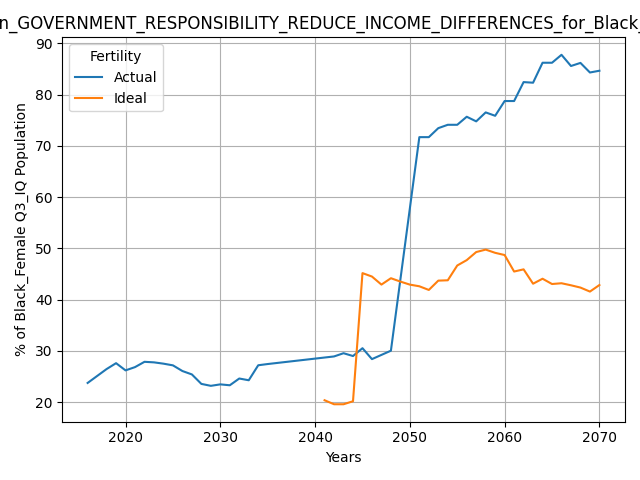 n_GOVERNMENT_RESPONSIBILITY_REDUCE_INCOME_DIFFERENCES_for_Black_
90
80
70
60
50
40
30
20
% of Black_Female Q3_IQ Population
Fertility
Actual
Ideal
2020 2030 2040 2050 2060 2070
Years